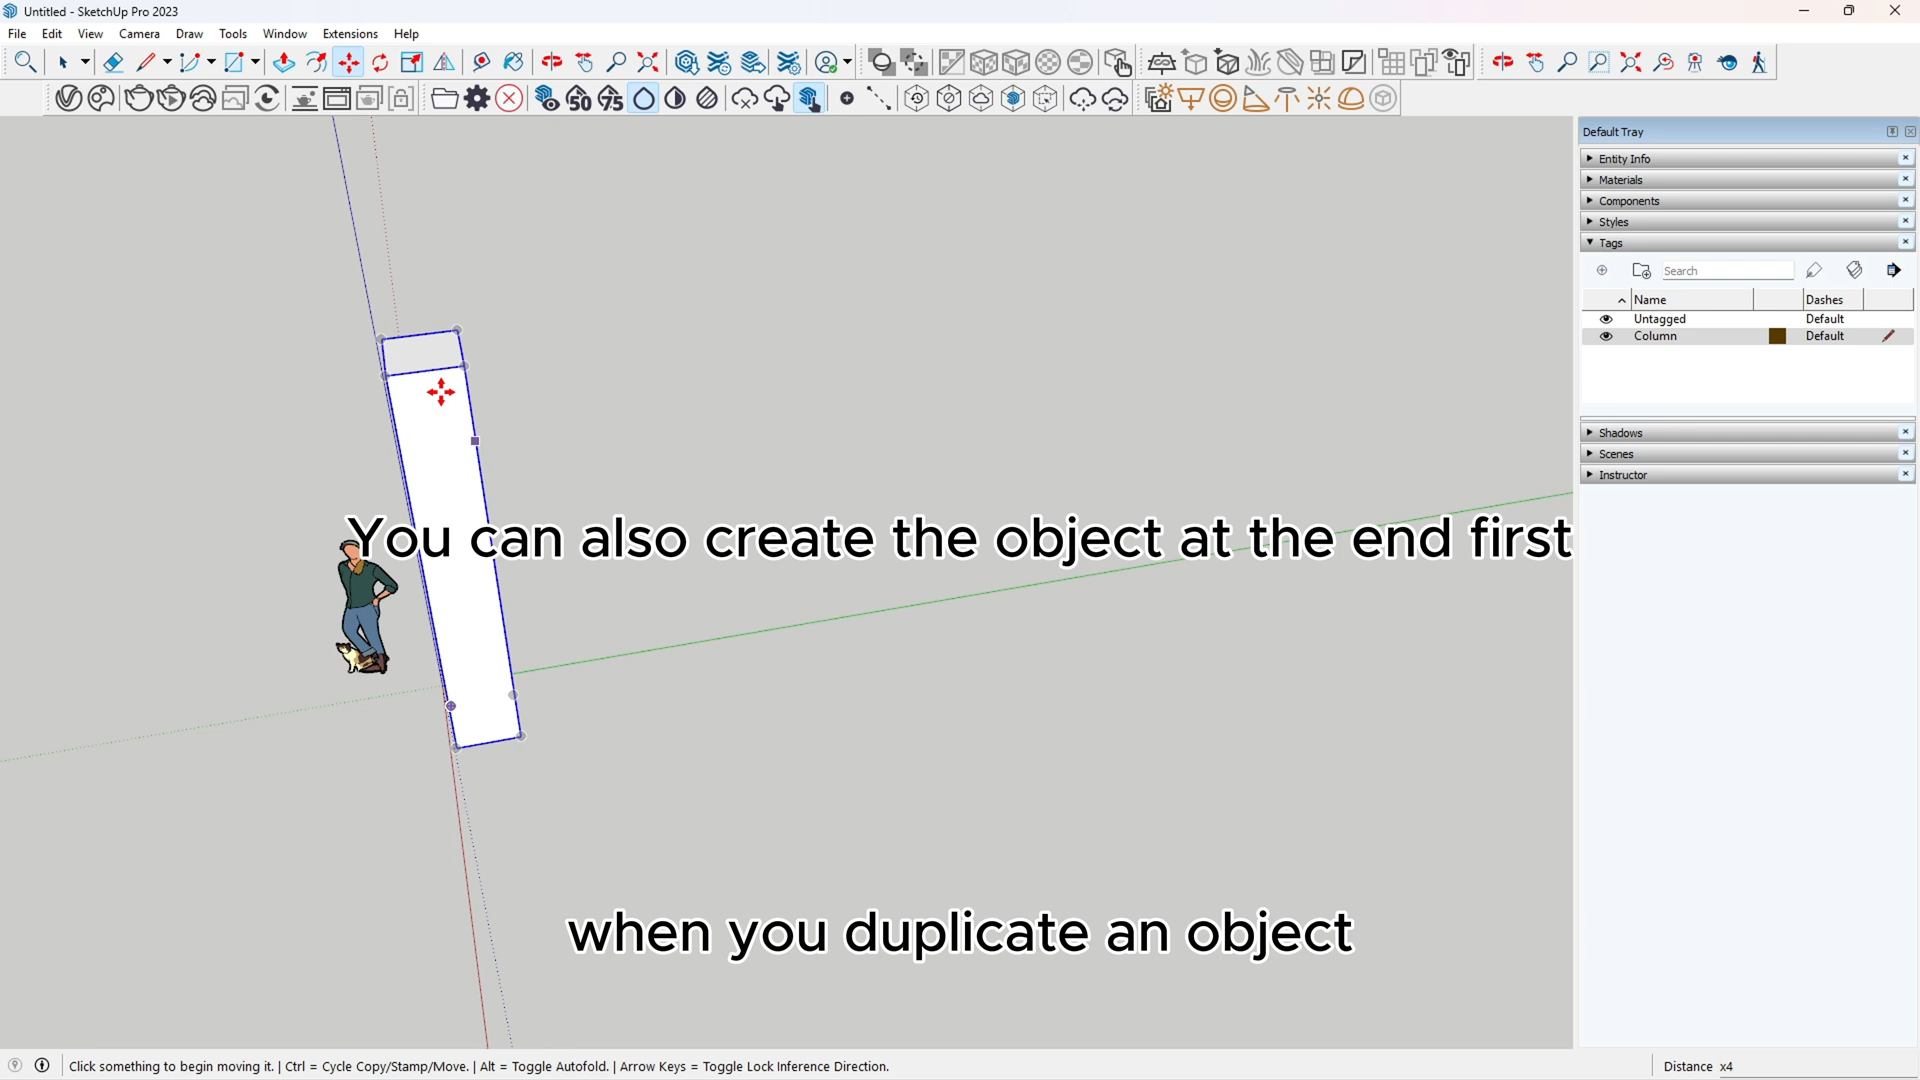 Untitled - SketchUp Pro 2023
File Edit View Camera Draw Tools Window Extensions Help
50 75
Default Tray
Entity Info
Materials
Components
Styles
Tags
Search
Name Dashes
Untagged Default
Column Default
Shadows
Scenes
Instructor
You can also create the object at the end first
when you duplicate an object
Click something to begin moving it. | Ctrl = Cycle Copy/Stamp/Move. | Alt = Toggle Autofold. | Arrow Keys = Toggle Lock Inference Direction.
Distance x4